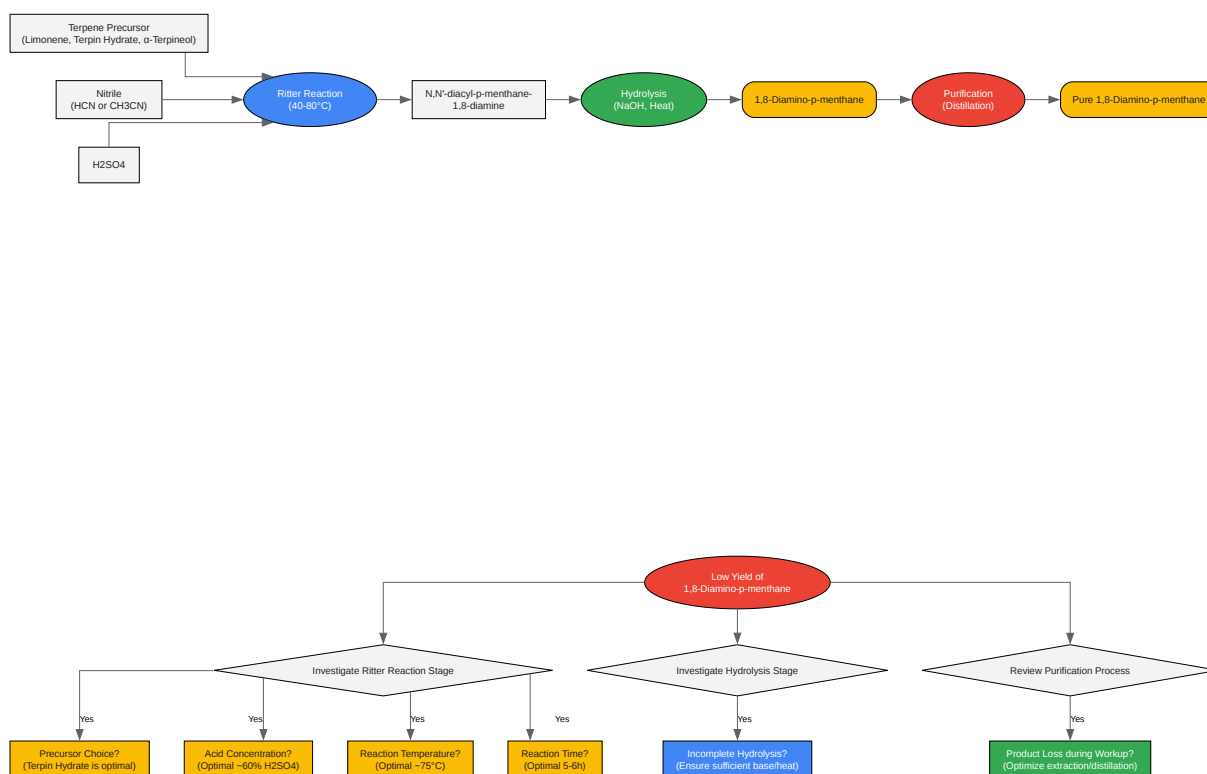 Terpene Precursor
(Limonene, Terpin Hydrate, α-Terpineol)
Nitrile
(HCN or CH3CN)
H2SO4
Ritter Reaction
(40-80°C)
N,N'-diacyl-p-menthane-
1,8-diamine
Hydrolysis
(NaOH, Heat)
1,8-Diamino-p-menthane
Purification
(Distillation)
Pure 1,8-Diamino-p-menthane
Low Yield of
1,8-Diamino-p-menthane
Investigate Ritter Reaction Stage
Investigate Hydrolysis Stage
Review Purification Process
Yes
Yes
Yes
Yes
Yes
Yes
Precursor Choice?
(Terpin Hydrate is optimal)
Acid Concentration?
(Optimal ~60% H2SO4)
Reaction Temperature?
(Optimal ~75°C)
Reaction Time?
(Optimal 5-6h)
Incomplete Hydrolysis?
(Ensure sufficient base/heat)
Product Loss during Workup?
(Optimize extraction/distillation)